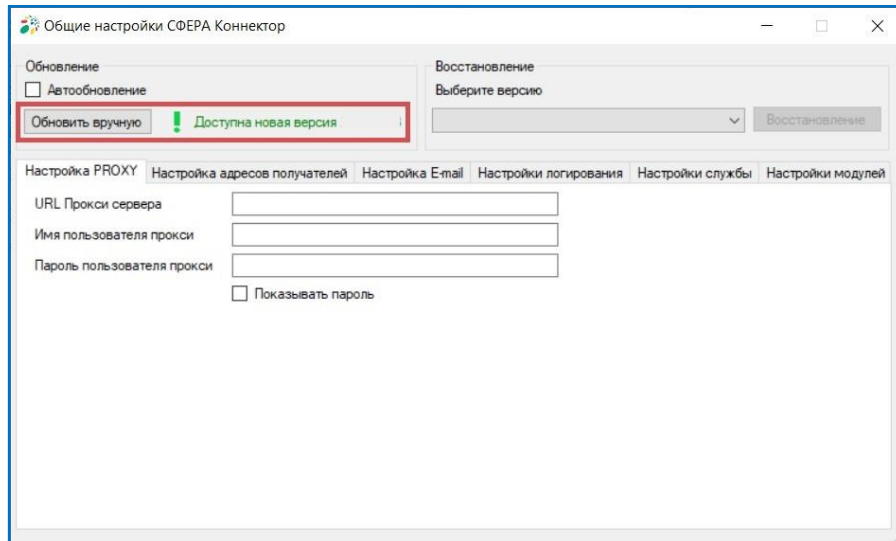 Общие настройки СФЕРА Коннектор
Обновление
Автообновление
Обновить вручную
Доступна новая версия
Восстановление
Выберите версию
Восстановление
Настройка PROXY Настройка адресов получателей Настройка E-mail Настройки логирования Настройки службы Настройки модулей
URL Прокси сервера
Имя пользователя прокси
Пароль пользователя прокси
Показывать пароль